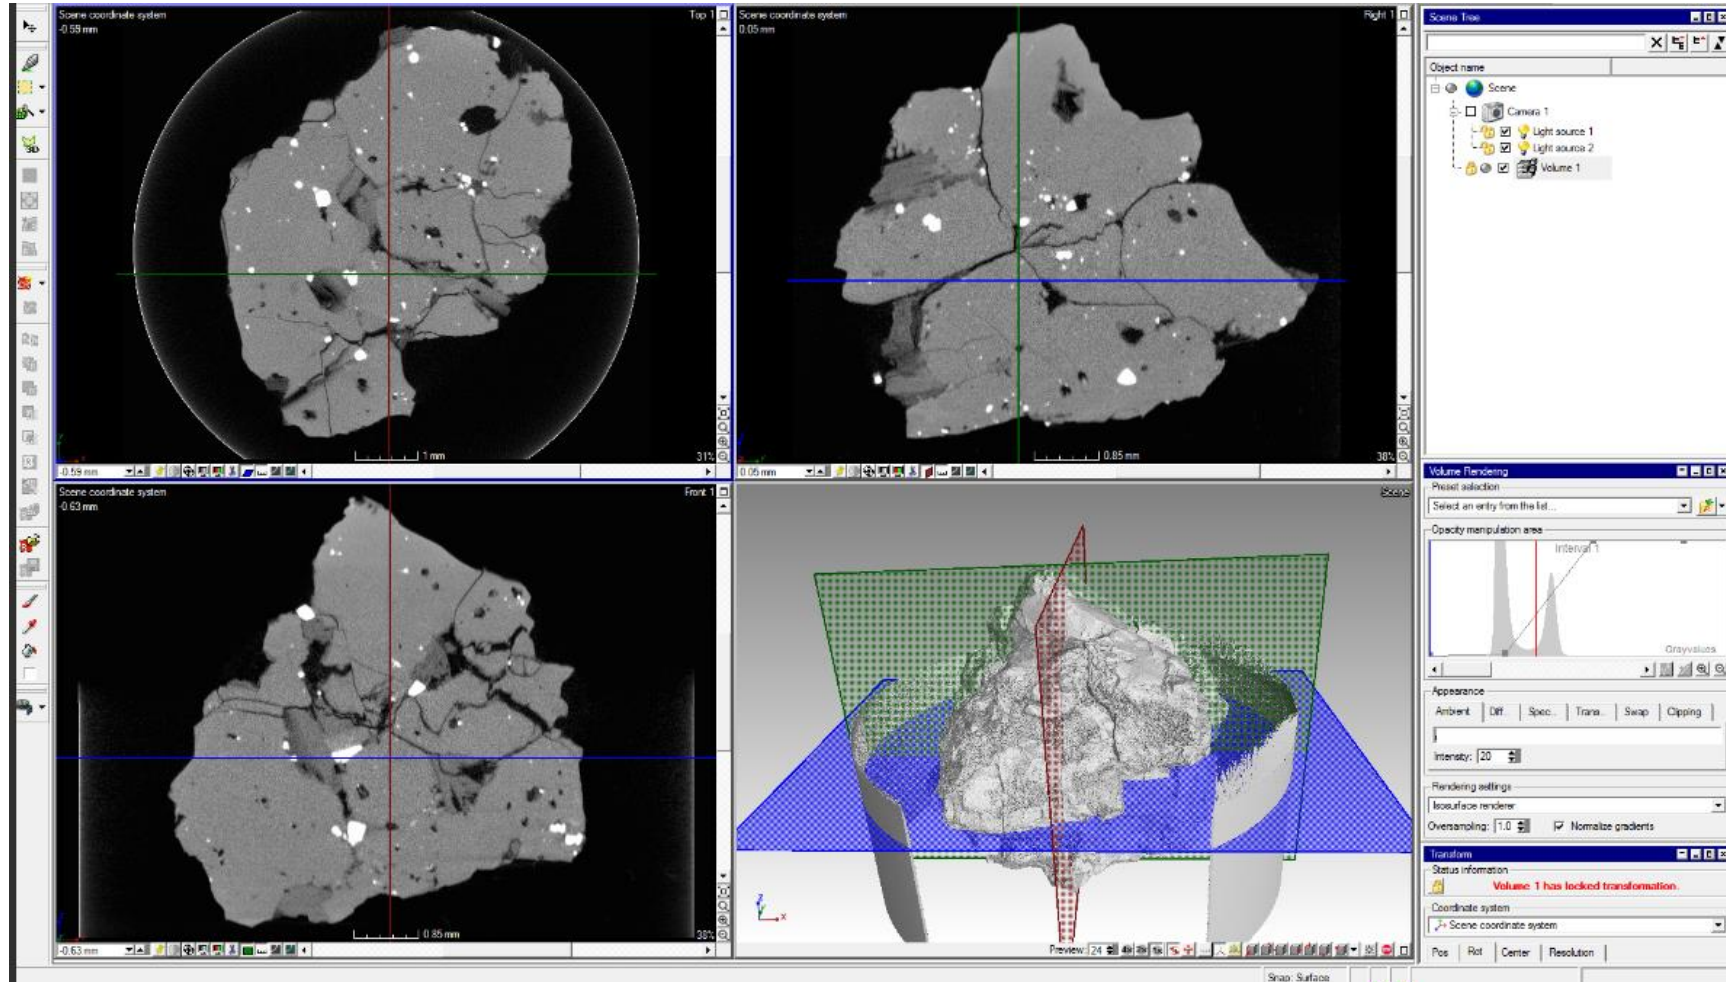 Scene coordinate system
-0.59 mm
Top 1
1 mm
31%
-0.59 mm
Scene coordinate system
0.05 mm
Right 1
0.85 mm
38%
0.05 mm
Scene coordinate system
-0.63 mm
Front 1
0.85 mm
38%
-0.63 mm
Scene
z
x
Preview: 24
Scene Tree
Object name
Scene
Camera 1
Light source 1
Light source 2
Volume 1
Volume Rendering
Preset selection
Select an entry from the list...
Opacity manipulation area
Interval 1
Grayvalues
Appearance
Ambient Diff... Spec... Trans... Swap Clipping
Intensity: 20
Rendering settings
Isosurface renderer
Oversampling: 1.0 Normalize gradients
Transform
Status information
Volume 1 has locked transformation.
Coordinate system
Scene coordinate system
Pos Rot Center Resolution
Snap: Surface